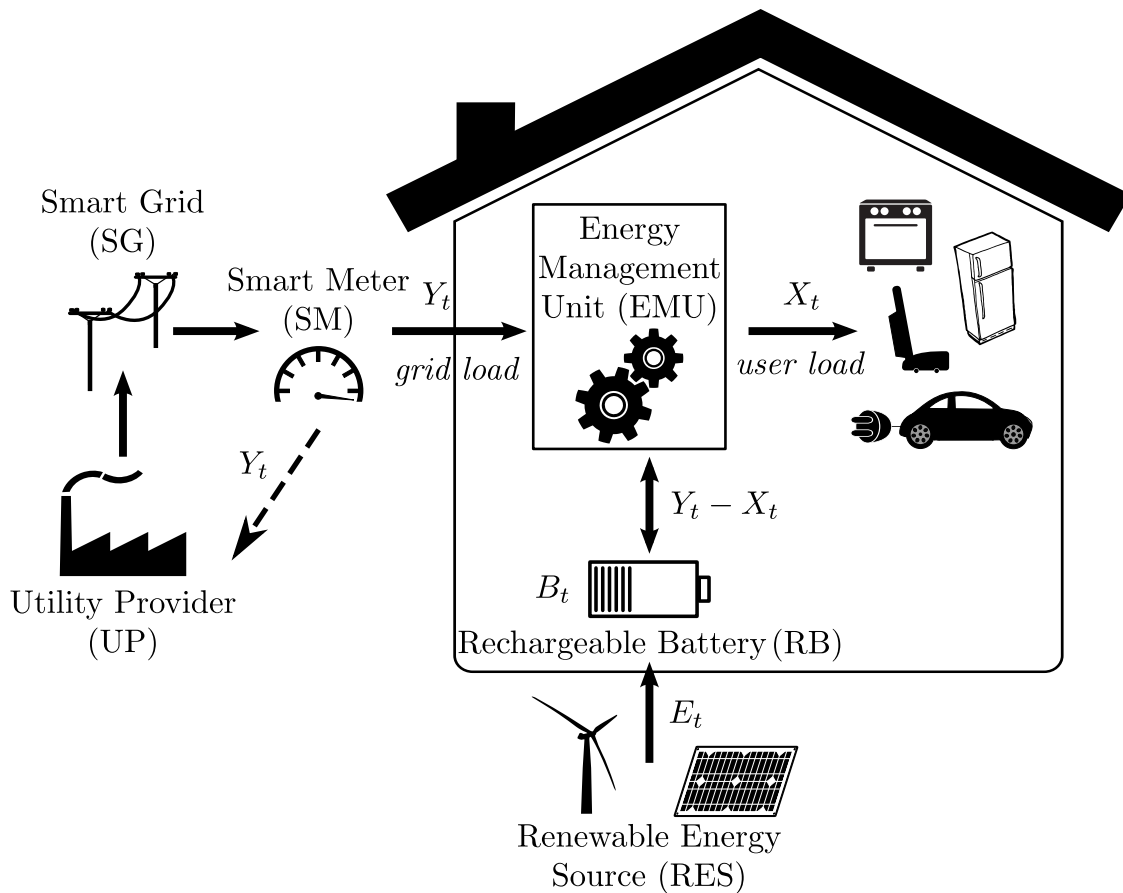 Smart Grid
(SG)
Smart Meter
(SM)
Y_t
grid load
Energy
Management
Unit (EMU)
X_t
user load
Y_t
Y_t − X_t
B_t
Utility Provider
(UP)
Rechargeable Battery (RB)
E_t
Renewable Energy
Source (RES)